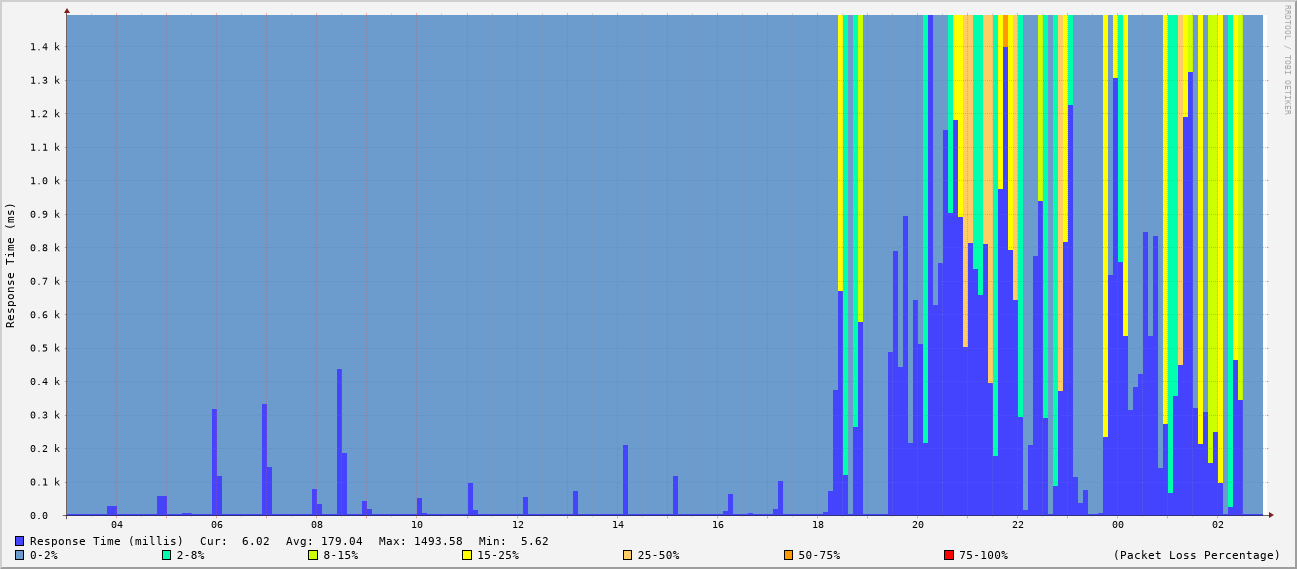 RRDTOOL / TOBI OETIKER
Response Time (ms)
1.4 k
1.3 k
1.2 k
1.1 k
1.0 k
0.9 k
0.8 k
0.7 k
0.6 k
0.5 k
0.4 k
0.3 k
0.2 k
0.1 k
0.0
04 06 08 10 12 14 16 18 20 22 00 02
Response Time (millis) Cur: 6.02 Avg: 179.04 Max: 1493.58 Min: 5.62
0-2% 2-8% 8-15% 15-25% 25-50% 50-75% 75-100% (Packet Loss Percentage)